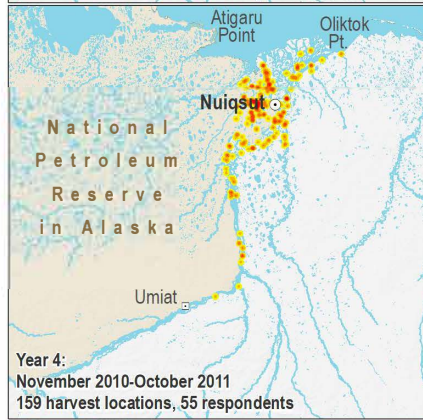 Atigaru
Point
Oliktok
Pt.
Nuiqsut
National
Petroleum
Reserve
in Alaska
Umiat
Year 4:
November 2010-October 2011
159 harvest locations, 55 respondents